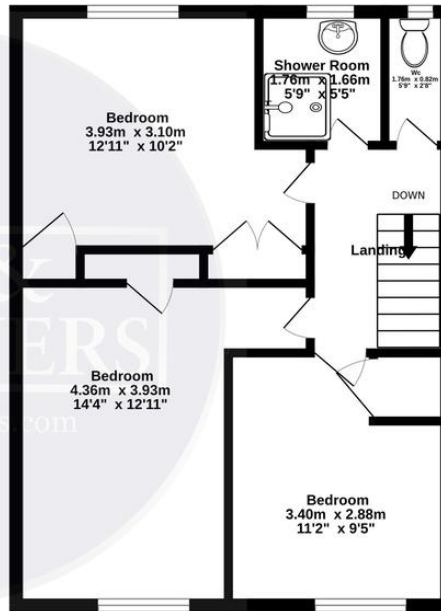 Shower Room
1.76m x 1.66m
5'9" x 5'5"
Wc
1.76m x 0.82m
5'9" x 2'8"
Bedroom
3.93m x 3.10m
12'11" x 10'2"
DOWN
Landing
&
ERS
s.com
Bedroom
4.36m x 3.93m
14'4" x 12'11"
Bedroom
3.40m x 2.88m
11'2" x 9'5"